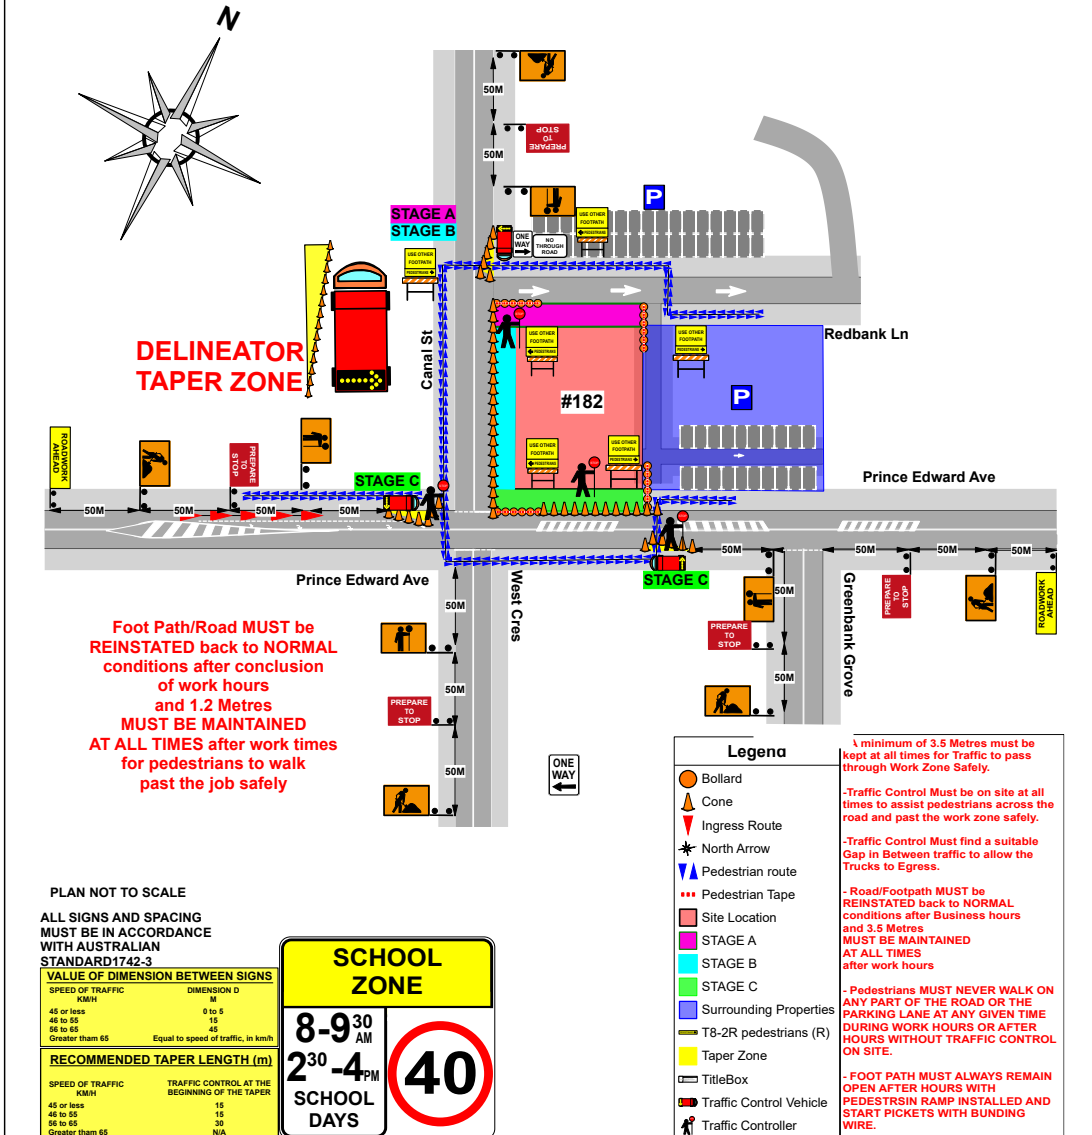 N
50M
PREPARE
TO
STOP
50M
STAGE A
STAGE B
P
USE OTHER
FOOTPATH
PEDESTRIANS
ONE
WAY
NO
THROUGH
ROAD
USE OTHER
FOOTPATH
PEDESTRIANS
Canal St
Redbank Ln
DELINEATOR
TAPER ZONE
USE OTHER
FOOTPATH
PEDESTRIANS
USE OTHER
FOOTPATH
PEDESTRIANS
#182
P
ROADWORK
AHEAD
PREPARE
TO
STOP
USE OTHER
FOOTPATH
PEDESTRIANS
USE OTHER
FOOTPATH
PEDESTRIANS
STAGE C
Prince Edward Ave
50M
50M
50M
50M
50M
50M
50M
50M
Prince Edward Ave
West Cres
STAGE C
Greenbank Grove
PREPARE
TO
STOP
ROADWORK
AHEAD
50M
50M
50M
50M
50M
PREPARE
TO
STOP
PREPARE
TO
STOP
Foot Path/Road MUST be
REINSTATED back to NORMAL
conditions after conclusion
of work hours
and 1.2 Metres
MUST BE MAINTAINED
AT ALL TIMES after work times
for pedestrians to walk
past the job safely
ONE
WAY
Legend
Bollard
Cone
Ingress Route
North Arrow
Pedestrian route
Pedestrian Tape
Site Location
STAGE A
STAGE B
STAGE C
Surrounding Properties
T8-2R pedestrians (R)
Taper Zone
TitleBox
Traffic Control Vehicle
Traffic Controller
A minimum of 3.5 Metres must be
kept at all times for Traffic to pass
through Work Zone Safely.
-Traffic Control Must be on site at all
times to assist pedestrians across the
road and past the work zone safely.
-Traffic Control Must find a suitable
Gap in Between traffic to allow the
Trucks to Egress.
- Road/Footpath MUST be
REINSTATED back to NORMAL
conditions after Business hours
and 3.5 Metres
MUST BE MAINTAINED
AT ALL TIMES
after work hours
- Pedestrians MUST NEVER WALK ON
ANY PART OF THE ROAD OR THE
PARKING LANE AT ANY GIVEN TIME
DURING WORK HOURS OR AFTER
HOURS WITHOUT TRAFFIC CONTROL
ON SITE.
- FOOT PATH MUST ALWAYS REMAIN
OPEN AFTER HOURS WITH
PEDESTRSIN RAMP INSTALLED AND
START PICKETS WITH BUNDING
WIRE.
PLAN NOT TO SCALE
ALL SIGNS AND SPACING
MUST BE IN ACCORDANCE
WITH AUSTRALIAN
STANDARD1742-3
VALUE OF DIMENSION BETWEEN SIGNS
SPEED OF TRAFFIC DIMENSION D
KM/H M
45 or less 0 to 5
46 to 55 15
56 to 65 45
Greater tham 65 Equal to speed of traffic, in km/h
RECOMMENDED TAPER LENGTH (m)
SPEED OF TRAFFIC TRAFFIC CONTROL AT THE
KM/H BEGINNING OF THE TAPER
45 or less 15
46 to 55 15
56 to 65 30
Greater tham 65 N/A
SCHOOL
ZONE
8-9 30 AM
2 30 -4 PM
SCHOOL
DAYS
40